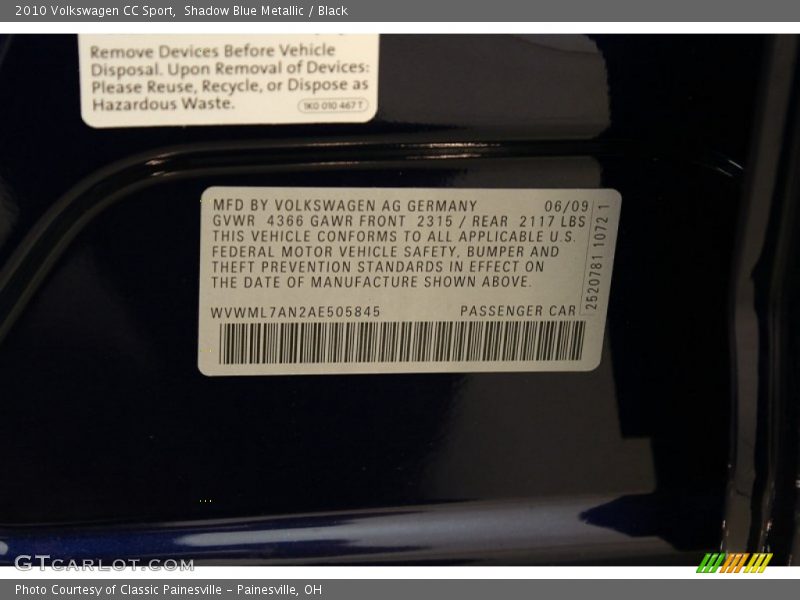 2010 Volkswagen CC Sport, Shadow Blue Metallic / Black
Remove Devices Before Vehicle
Disposal. Upon Removal of Devices:
Please Reuse, Recycle, or Dispose as
Hazardous Waste.
1K0 010 467 T
MFD BY VOLKSWAGEN AG GERMANY 06/09
GVWR 4366 GAWR FRONT 2315 / REAR 2117 LBS
THIS VEHICLE CONFORMS TO ALL APPLICABLE U.S.
FEDERAL MOTOR VEHICLE SAFETY, BUMPER AND
THEFT PREVENTION STANDARDS IN EFFECT ON
THE DATE OF MANUFACTURE SHOWN ABOVE.
WVWML7AN2AE505845 PASSENGER CAR
2520781 1072 1
GTCARLOT.COM
Photo Courtesy of Classic Painesville - Painesville, OH